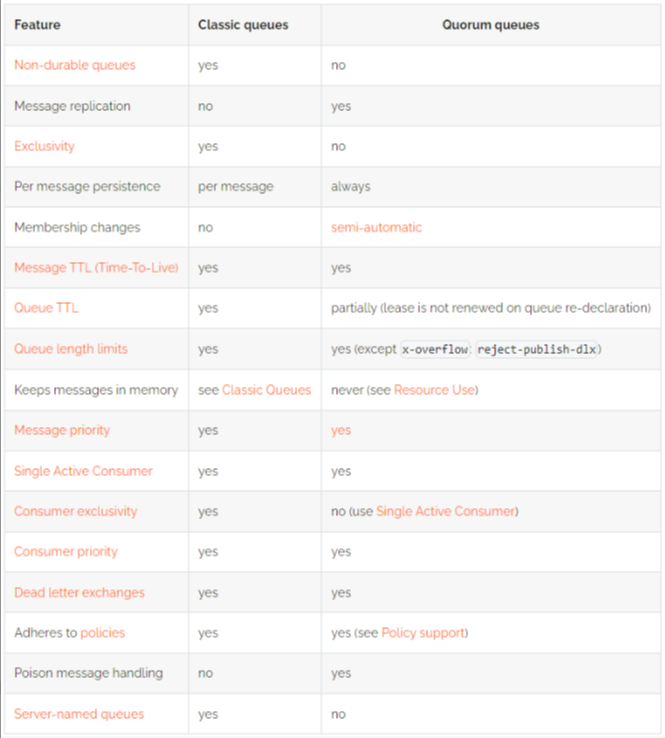 Feature Classic queues Quorum queues
Non-durable queues yes no
Message replication no yes
Exclusivity yes no
Per message persistence per message always
Membership changes no semi-automatic
Message TTL (Time-To-Live) yes yes
Queue TTL yes partially (lease is not renewed on queue re-declaration)
Queue length limits yes yes (except x-overflow: reject-publish-dlx)
Keeps messages in memory see Classic Queues never (see Resource Use)
Message priority yes yes
Single Active Consumer yes yes
Consumer exclusivity yes no (use Single Active Consumer)
Consumer priority yes yes
Dead letter exchanges yes yes
Adheres to policies yes yes (see Policy support)
Poison message handling no yes
Server-named queues yes no